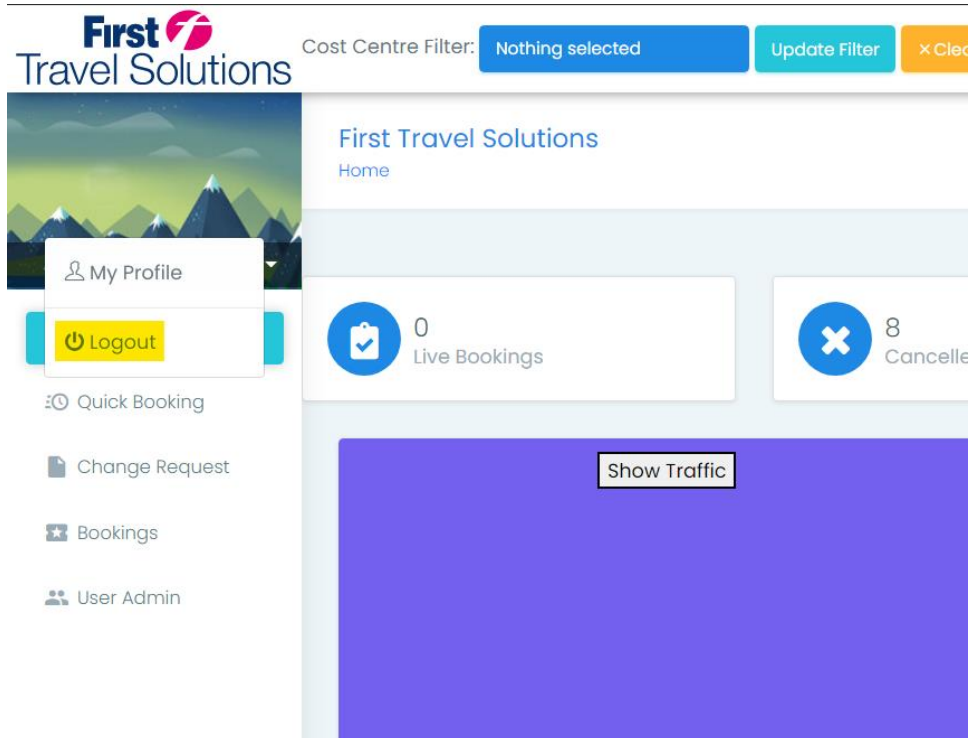 First
Travel Solutions
Cost Centre Filter:
Nothing selected
Update Filter
First Travel Solutions
Home
My Profile
Logout
0
Live Bookings
8
Quick Booking
Change Request
Bookings
User Admin
Show Traffic